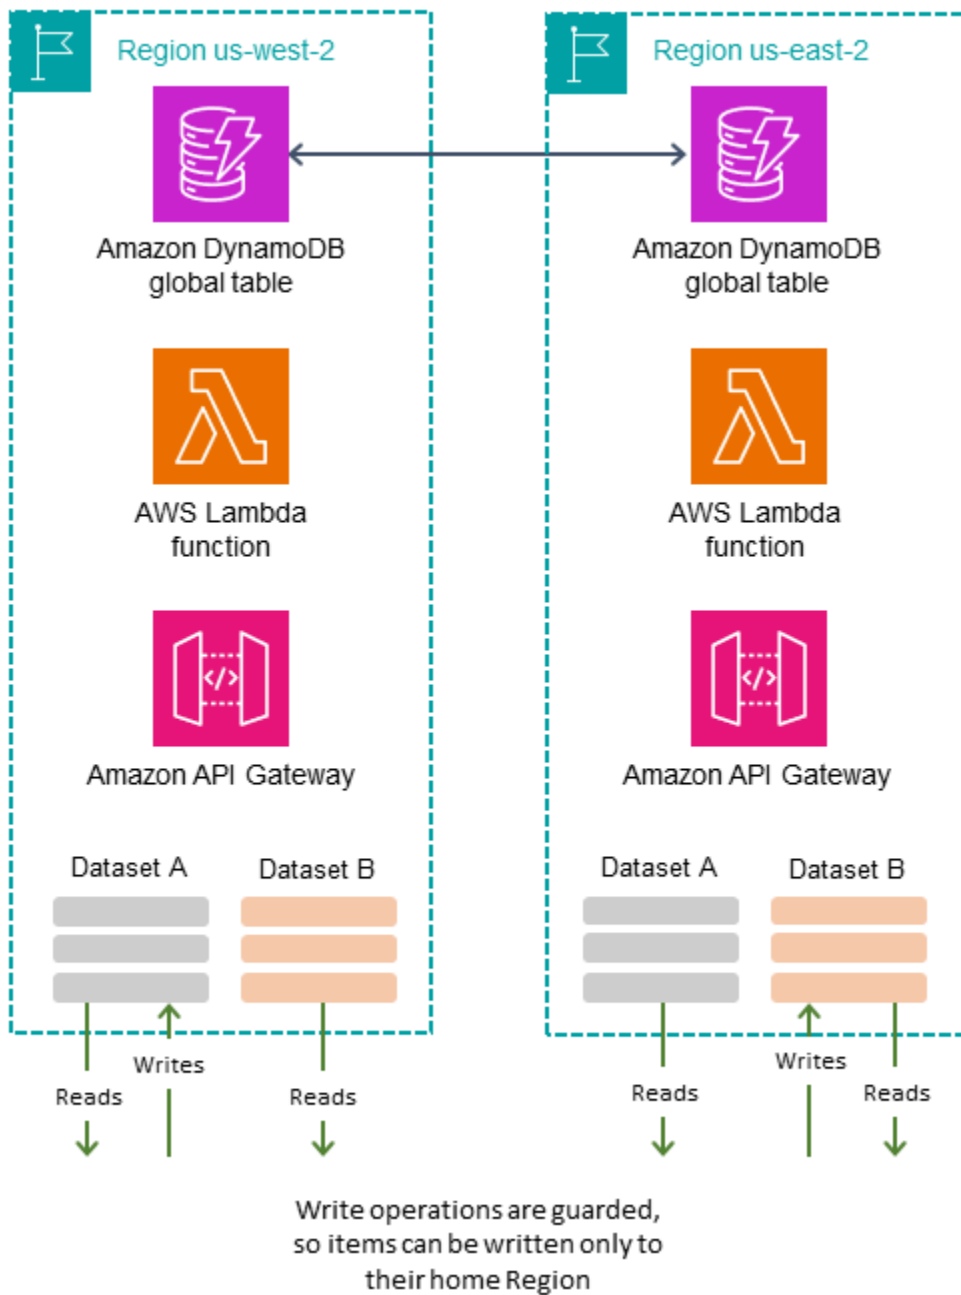 Region us-west-2
Region us-east-2
Amazon DynamoDB
global table
Amazon DynamoDB
global table
AWS Lambda
function
AWS Lambda
function
</>
</>
Amazon API Gateway
Amazon API Gateway
Dataset A
Dataset B
Dataset A
Dataset B
Writes
Reads
Reads
Writes
Reads
Reads
Write operations are guarded,
so items can be written only to
their home Region